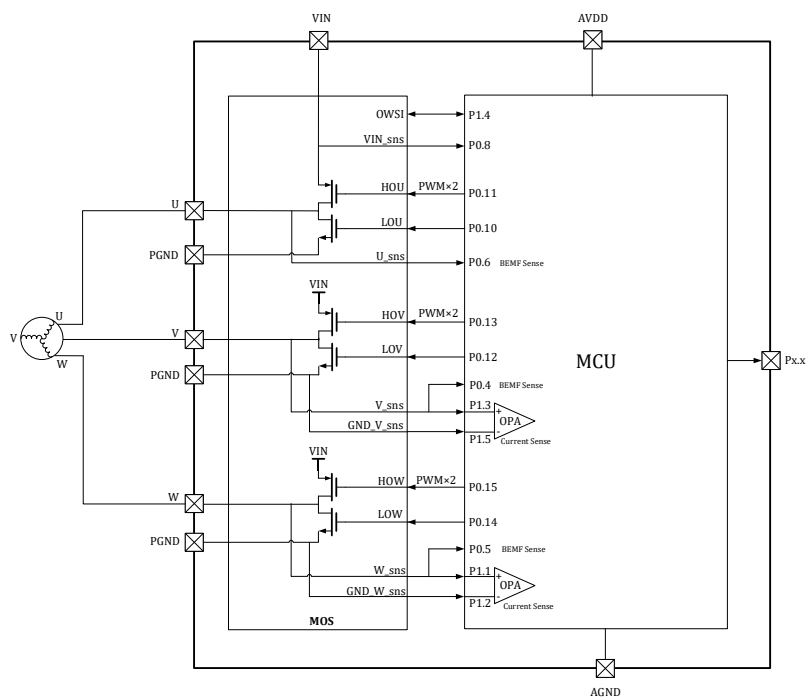 VIN
AVDD
OWSI
P1.4
VIN_sns
P0.8
HOU
PWM×2
P0.11
U
LOU
P0.10
PGND
U_sns
P0.6
BEMF Sense
VIN
U
HOV
PWM×2
P0.13
V
V
W
LOV
P0.12
MCU
Px.x
PGND
P0.4
BEMF Sense
V_sns
P1.3
+
OPA
GND_V_sns
-
P1.5
Current Sense
VIN
HOW
PWM×2
P0.15
W
LOW
P0.14
PGND
P0.5
BEMF Sense
W_sns
P1.1
+
OPA
GND_W_sns
-
P1.2
Current Sense
MOS
AGND